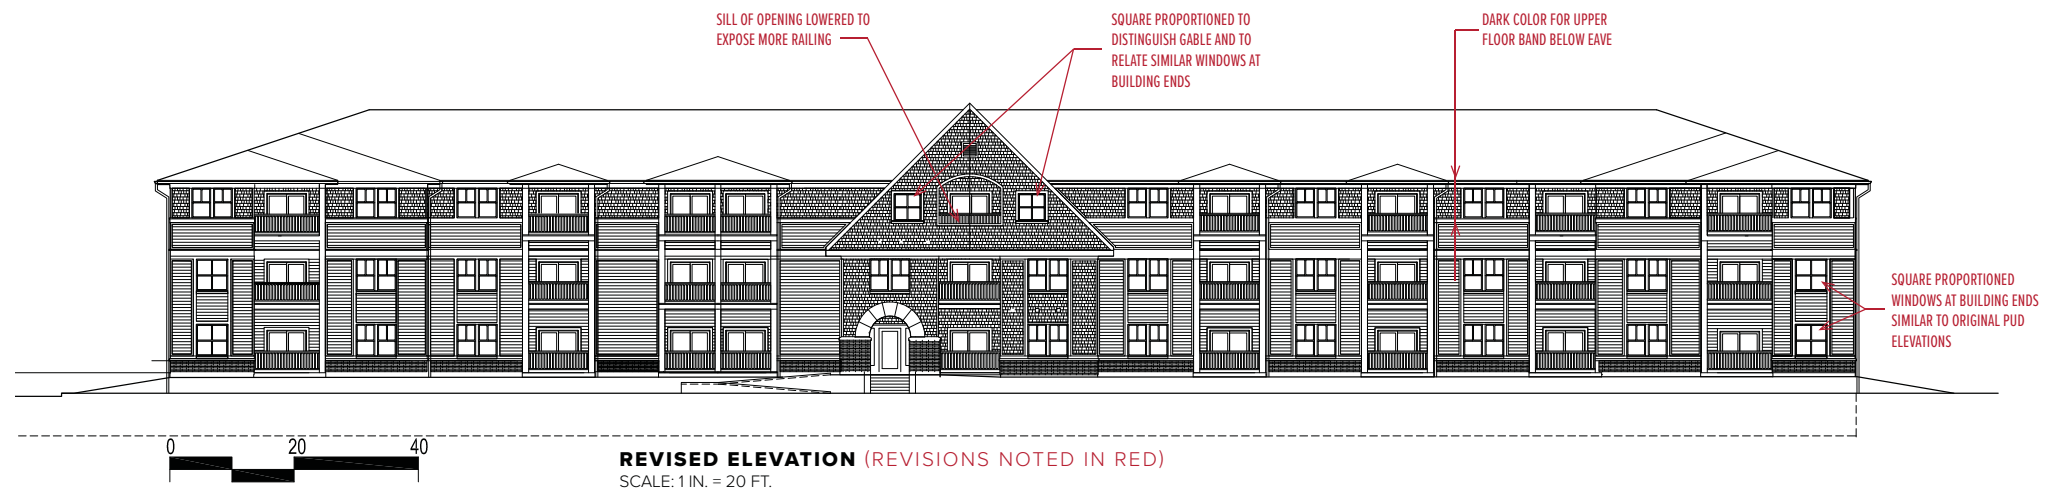 SILL OF OPENING LOWERED TO
EXPOSE MORE RAILING
SQUARE PROPORTIONED TO
DISTINGUISH GABLE AND TO
RELATE SIMILAR WINDOWS AT
BUILDING ENDS
DARK COLOR FOR UPPER
FLOOR BAND BELOW EAVE
SQUARE PROPORTIONED
WINDOWS AT BUILDING ENDS
SIMILAR TO ORIGINAL PUD
ELEVATIONS
0 20 40
REVISED ELEVATION (REVISIONS NOTED IN RED)
SCALE: 1 IN. = 20 FT.